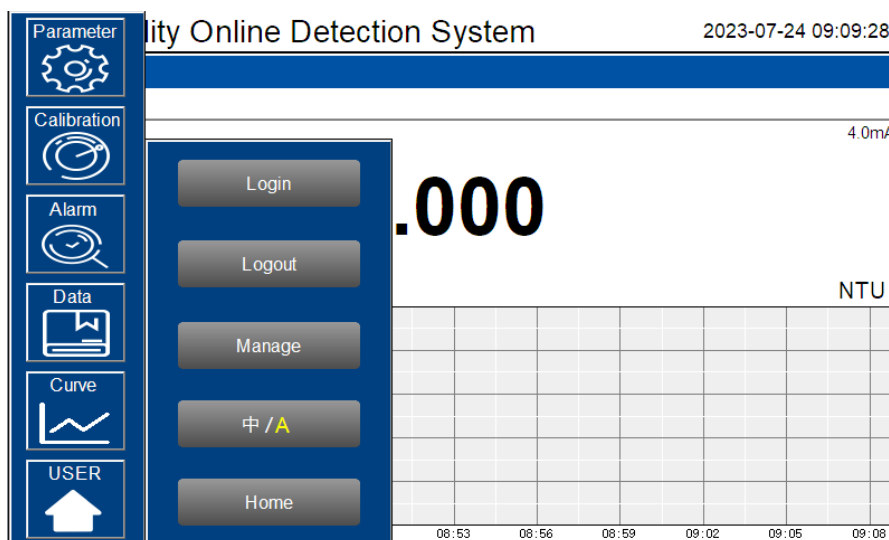 Parameter
lity Online Detection System
2023-07-24 09:09:28
Calibration
4.0mA
Login
.000
Alarm
Logout
Data
NTU
Manage
Curve
中 / A
USER
Home
08:53 08:56 08:59 09:02 09:05 09:08